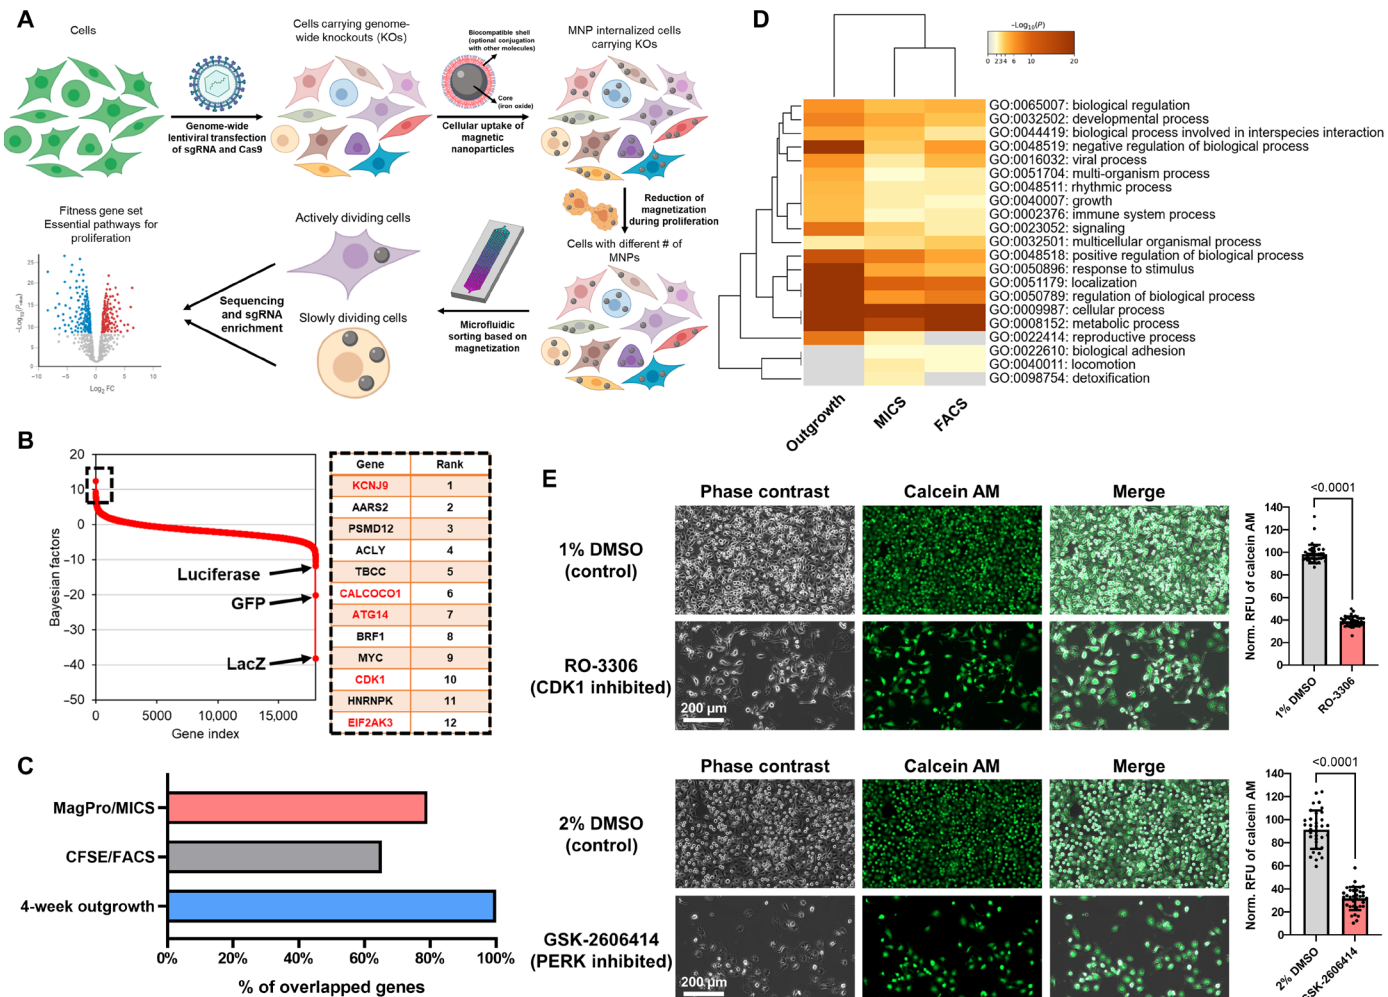 A
Cells
Genome-wide
lentiviral transfection
of sgRNA and Cas9
Cells carrying genome-
wide knockouts (KOs)
Biocompatible shell
(optional conjugation
with other molecules)
Core
(iron oxide)
Cellular uptake of
magnetic
nanoparticles
MNP internalized cells
carrying KOs
Reduction of
magnetization
during proliferation
Cells with different # of
MNPs
Microfluidic
sorting based on
magnetization
Actively dividing cells
Slowly dividing cells
Sequencing
and sgRNA
enrichment
Fitness gene set
Essential pathways for
proliferation
25
20
15
10
5
0
−10
−5
0
5
10
Log2 FC
B
20
10
0
−10
−20
−30
−40
−50
Bayesian factors
Luciferase
GFP
LacZ
0
5000
10,000
15,000
Gene index
Gene Rank
KCNJ9 1
AARS2 2
PSMD12 3
ACLY 4
TBCC 5
CALCOCO1 6
ATG14 7
BRF1 8
MYC 9
CDK1 10
HNRNPK 11
EIF2AK3 12
C
MagPro/MICS
CFSE/FACS
4-week outgrowth
0% 20% 40% 60% 80% 100%
% of overlapped genes
D
−Log10(P)
0 2 3 4 6 10 20
GO:0065007: biological regulation
GO:0032502: developmental process
GO:0044419: biological process involved in interspecies interaction
GO:0048519: negative regulation of biological process
GO:0016032: viral process
GO:0051704: multi-organism process
GO:0048511: rhythmic process
GO:0040007: growth
GO:0002376: immune system process
GO:0023052: signaling
GO:0032501: multicellular organismal process
GO:0048518: positive regulation of biological process
GO:0050896: response to stimulus
GO:0051179: localization
GO:0050789: regulation of biological process
GO:0009987: cellular process
GO:0008152: metabolic process
GO:0022414: reproductive process
GO:0022610: biological adhesion
GO:0040011: locomotion
GO:0098754: detoxification
Outgrowth
MICS
FACS
E
Phase contrast Calcein AM Merge
1% DMSO
(control)
RO-3306
(CDK1 inhibited)
200 μm
<0.0001
Norm. RFU of calcein AM
140
120
100
80
60
40
20
0
1% DMSO
RO-3306
Phase contrast Calcein AM Merge
2% DMSO
(control)
GSK-2606414
(PERK inhibited)
200 μm
<0.0001
Norm. RFU of calcein AM
140
120
100
80
60
40
20
0
2% DMSO
GSK-2606414